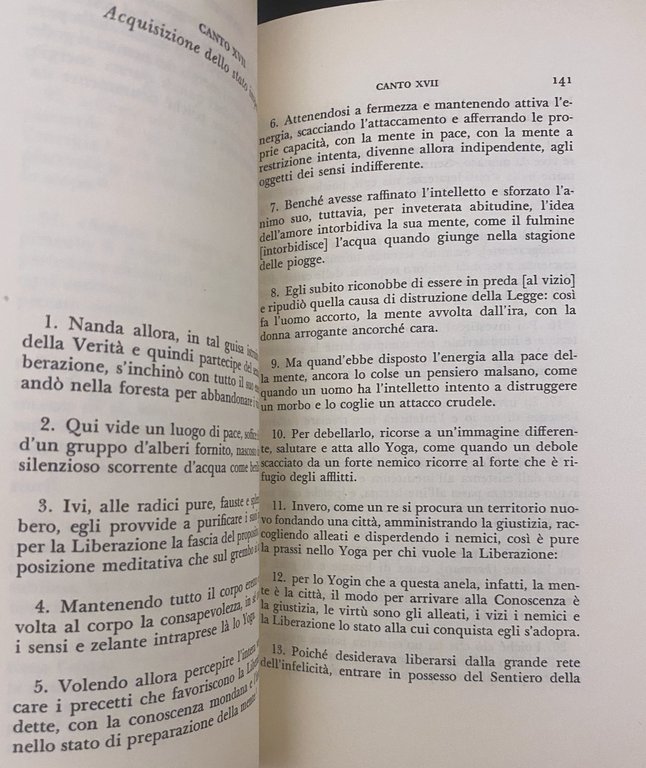 CANTO XVII
Acquisizione dello stato
1. Nanda allora, in tal guisa
della Verità e quindi partecipe del
berazione, s'inchinò con tutto il suo
andò nella foresta per abbandonare i
2. Qui vide un luogo di pace,
d'un gruppo d'alberi fornito,
silenzioso scorrente d'acqua come
3. Ivi, alle radici pure, fauste e
bero, egli provvide a purificare i suoi
per la Liberazione la fascia del proposito
posizione meditativa che sul grembo
4. Mantenendo tutto il corpo eretto
volta al corpo la consapevolezza, in sé
i sensi e zelante intraprese là lo Yoga
5. Volendo allora percepire l'intera
care i precetti che favoriscono la
dette, con la conoscenza mondana e
nello stato di preparazione della mente
CANTO XVII 141
6. Attenendosi a fermezza e mantenendo attiva l'e-
nergia, scacciando l'attaccamento e afferrando le pro-
prie capacità, con la mente in pace, con la mente a
restrizione intenta, divenne allora indipendente, agli
oggetti dei sensi indifferente.
7. Benché avesse raffinato l'intelletto e sforzato l'a-
nimo suo, tuttavia, per inveterata abitudine, l'idea
dell'amore intorbidiva la sua mente, come il fulmine
[intorbidisce] l'acqua quando giunge nella stagione
delle piogge.
8. Egli subito riconobbe di essere in preda [al vizio]
e ripudiò quella causa di distruzione della Legge: così
fa l'uomo accorto, la mente avvolta dall'ira, con la
donna arrogante ancorché cara.
9. Ma quand'ebbe disposto l'energia alla pace del-
la mente, ancora lo colse un pensiero malsano, come
quando un uomo ha l'intelletto intento a distruggere
un morbo e lo coglie un attacco crudele.
10. Per debellarlo, ricorse a un'immagine differen-
te, salutare e atta allo Yoga, come quando un debole
scacciato da un forte nemico ricorre al forte che è ri-
fugio degli afflitti.
11. Invero, come un re si procura un territorio nuo-
vo fondando una città, amministrando la giustizia, rac-
cogliendo alleati e disperdendo i nemici, così è pure
la prassi nello Yoga per chi vuole la Liberazione:
12. per lo Yogin che a questa anela, infatti, la men-
te è la città, il modo per arrivare alla Conoscenza è
la giustizia, le virtù sono gli alleati, i vizi i nemici e
la Liberazione lo stato alla cui conquista egli s'adopra.
13. Poiché desiderava liberarsi dalla grande rete
dell'infelicità, entrare in possesso del Sentiero della